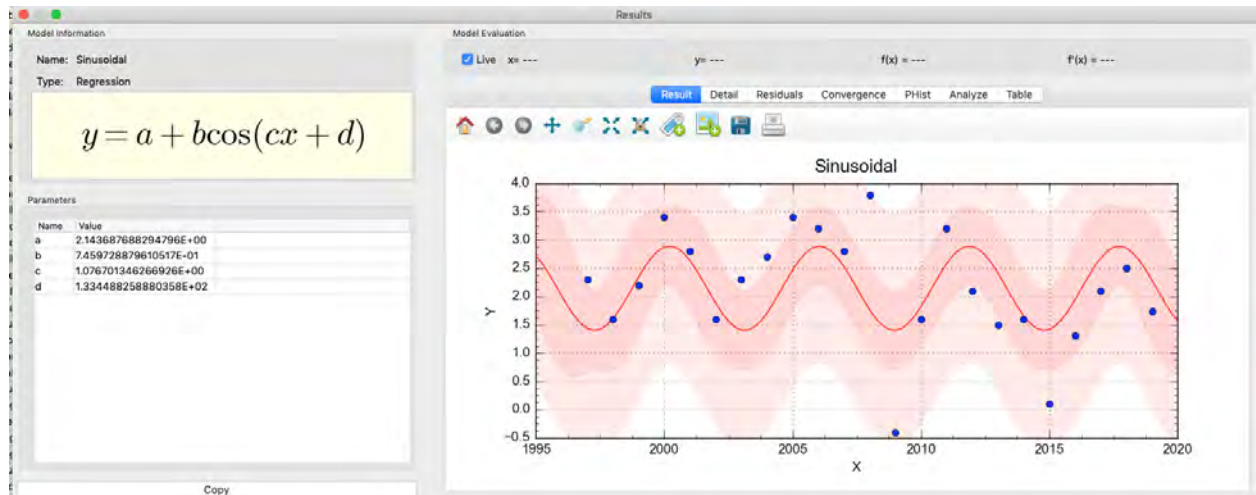 Results
Model Information
Name: Sinusoidal
Type: Regression
y = a + bcos(cx + d)
Parameters
Name Value
a 2.143687688294796E+00
b 7.459728879610517E-01
c 1.076701346266926E+00
d 1.334488258880358E+02
Copy
Model Evaluation
Live x= --- y= --- f(x) = --- f'(x) = ---
Result Detail Residuals Convergence PHist Analyze Table
Sinusoidal
4.0
3.5
3.0
2.5
2.0
1.5
1.0
0.5
0.0
-0.5
Y
1995 2000 2005 2010 2015 2020
X